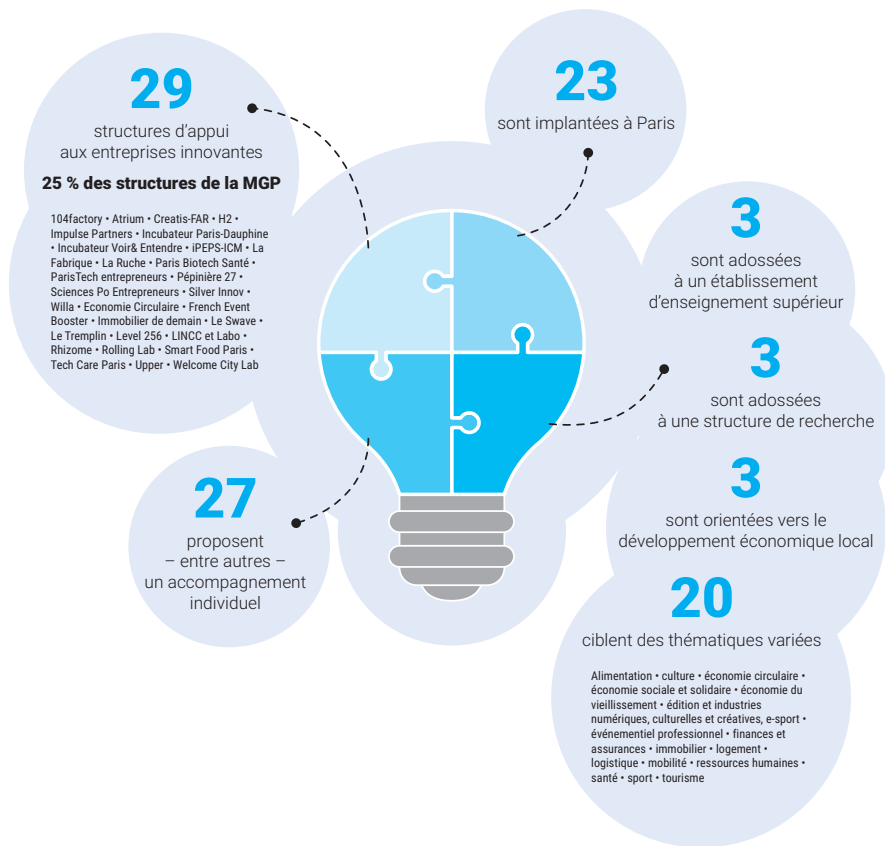 29
structures d'appui
aux entreprises innovantes
25 % des structures de la MGP
104factory • Atrium • Creatis-FAR • H2 •
Impulse Partners • Incubateur Paris-Dauphine
• Incubateur Voir& Entendre • iPEPS-ICM • La
Fabrique • La Ruche • Paris Biotech Santé •
ParisTech entrepreneurs • Pépinière 27 •
Sciences Po Entrepreneurs • Silver Innov •
Willa • Economie Circulaire • French Event
Booster • Immobilier de demain • Le Swave •
Le Tremplin • Level 256 • LINCC et Labo •
Rhizome • Rolling Lab • Smart Food Paris •
Tech Care Paris • Upper • Welcome City Lab
23
sont implantées à Paris
3
sont adossées
à un établissement
d'enseignement supérieur
3
sont adossées
à une structure de recherche
3
sont orientées vers le
développement économique local
20
ciblent des thématiques variées
Alimentation • culture • économie circulaire •
économie sociale et solidaire • économie du
vieillissement • édition et industries
numériques, culturelles et créatives, e-sport •
événementiel professionnel • finances et
assurances • immobilier • logement •
logistique • mobilité • ressources humaines •
santé • sport • tourisme
27
proposent
– entre autres –
un accompagnement
individuel